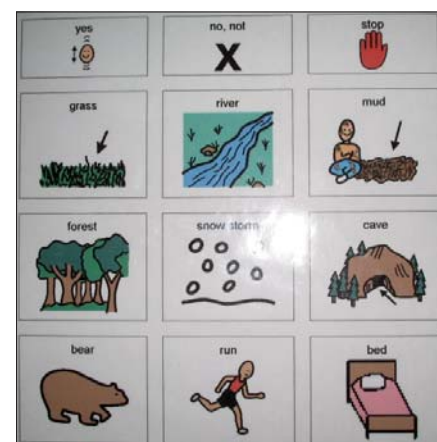 yes
no, not
stop
grass
river
mud
forest
snow storm
cave
bear
run
bed